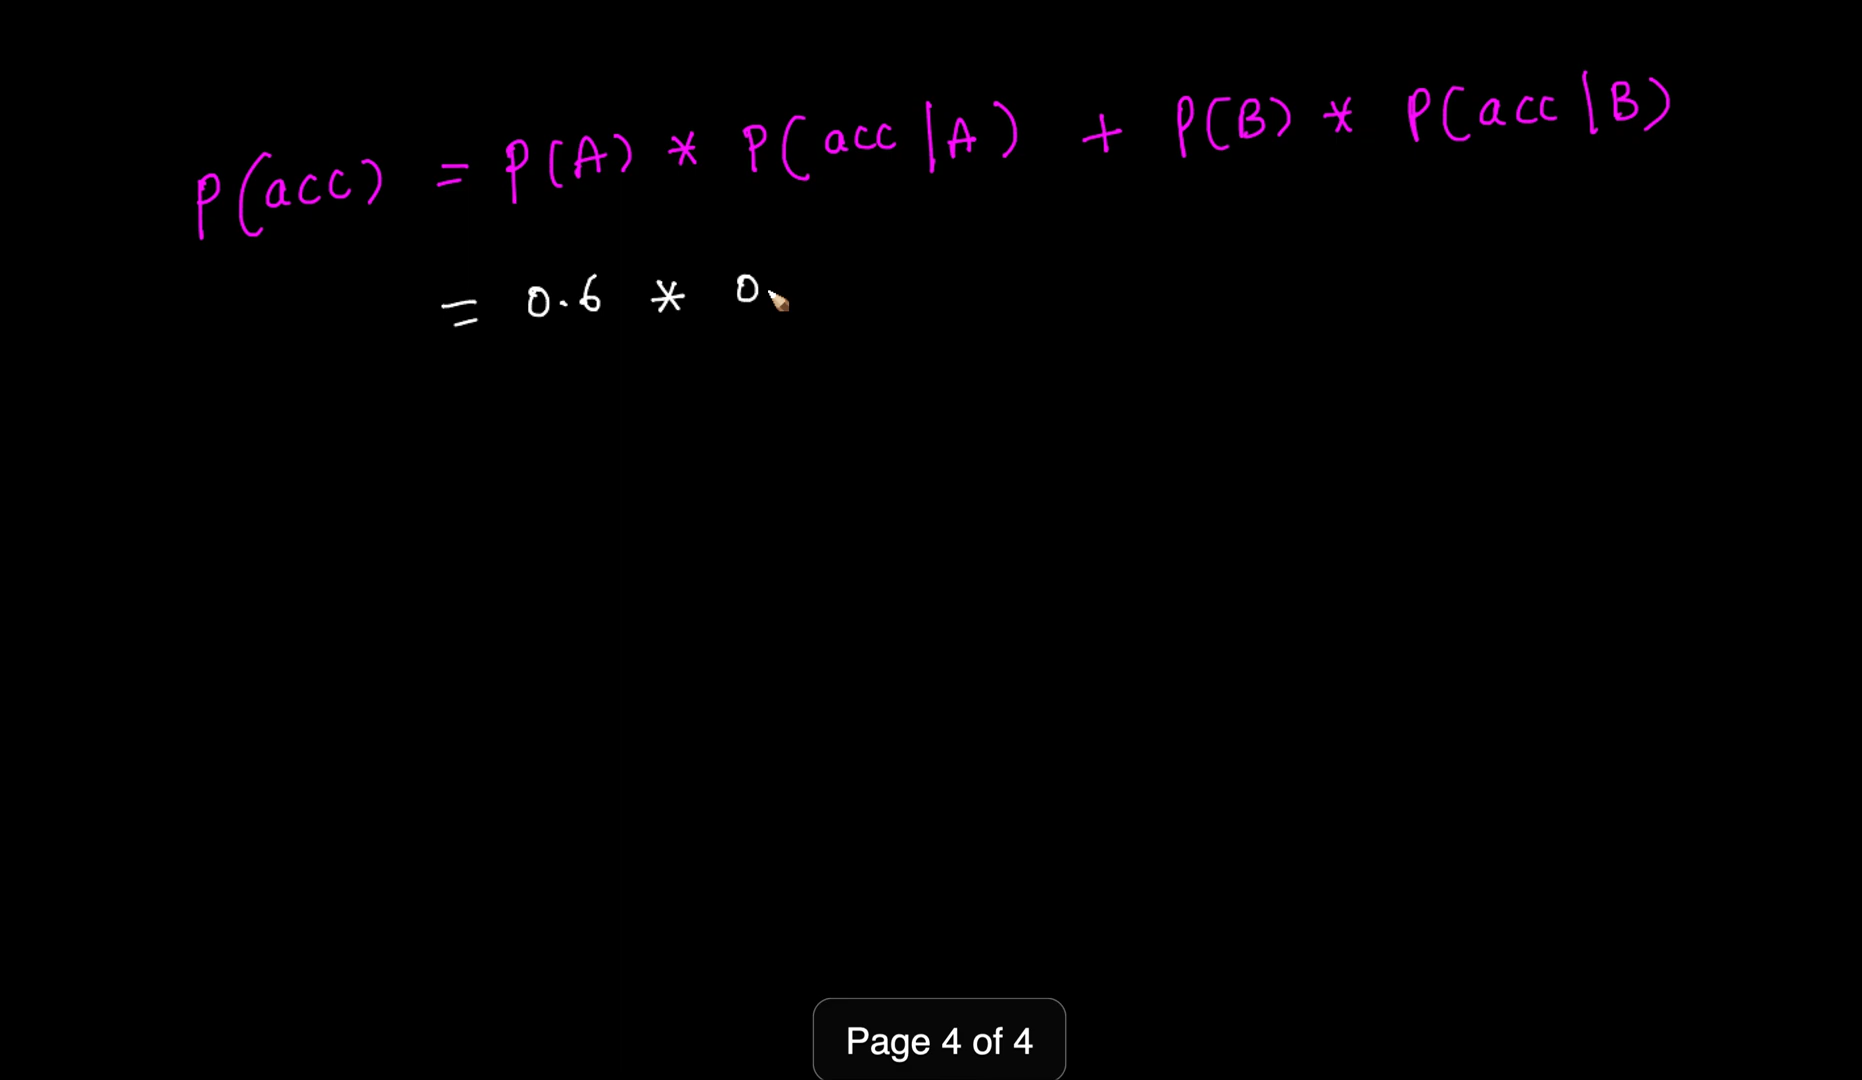 P(acc) = P(A) * P(acc|A) + P(B) * P(acc|B)
= 0.6 * 0.
Page 4 of 4